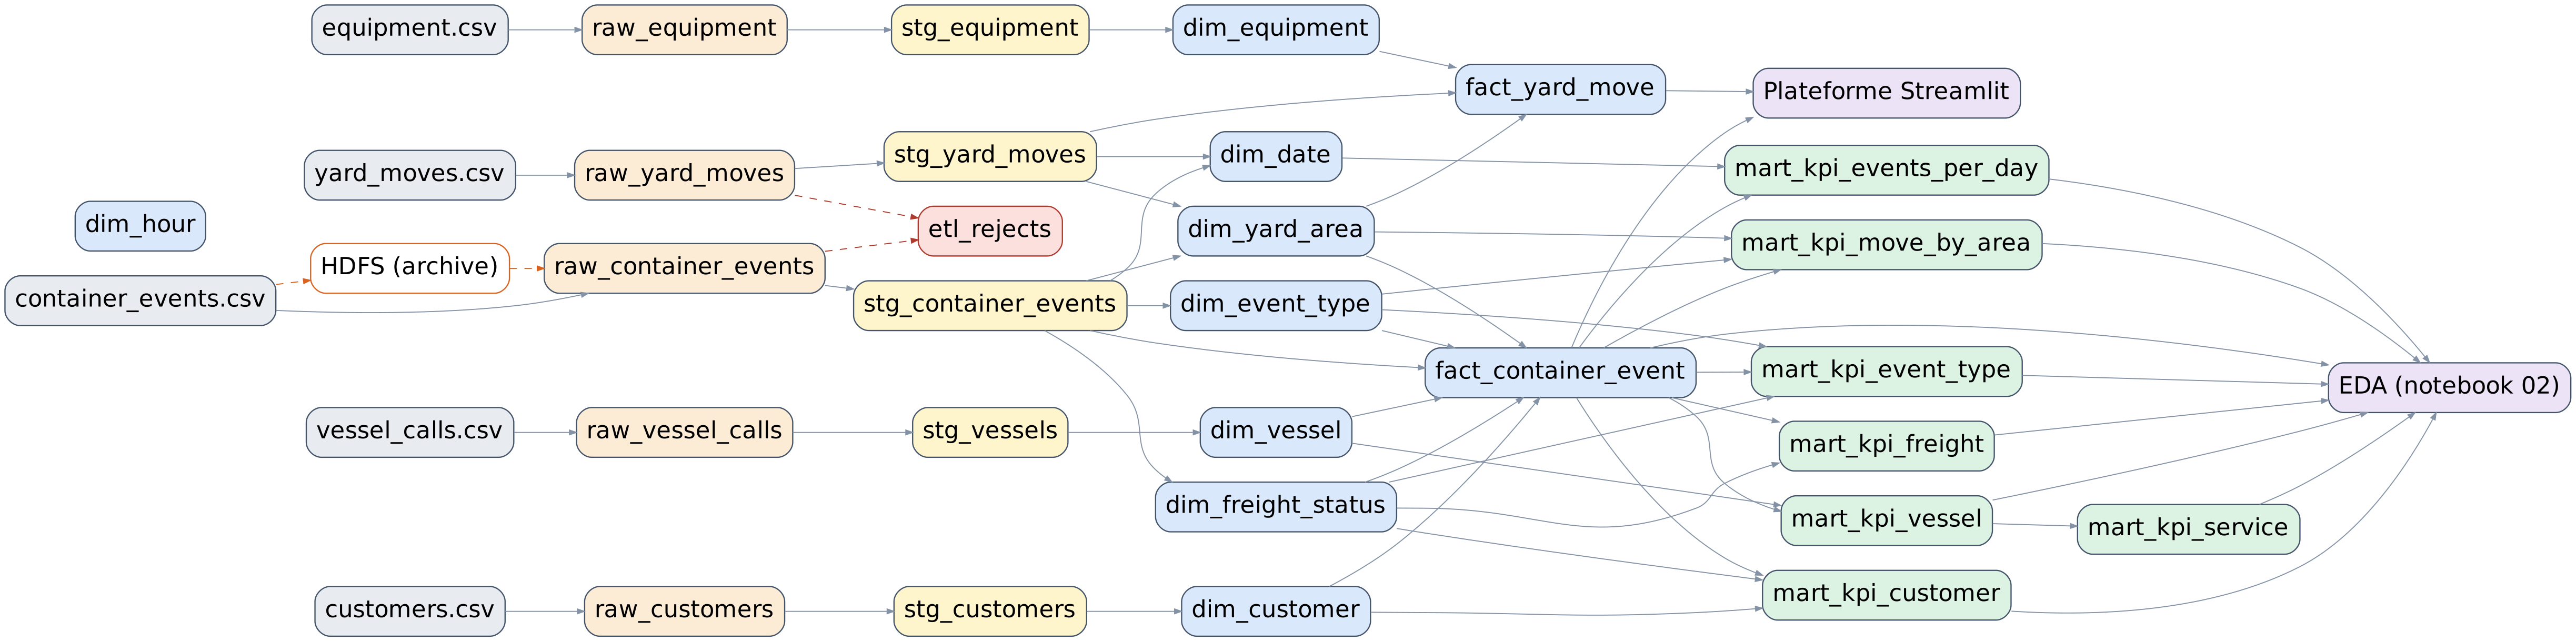 equipment.csv
raw_equipment
stg_equipment
dim_equipment
fact_yard_move
Plateforme Streamlit
yard_moves.csv
raw_yard_moves
stg_yard_moves
dim_date
mart_kpi_events_per_day
dim_hour
etl_rejects
dim_yard_area
mart_kpi_move_by_area
HDFS (archive)
raw_container_events
container_events.csv
stg_container_events
dim_event_type
fact_container_event
mart_kpi_event_type
EDA (notebook 02)
vessel_calls.csv
raw_vessel_calls
stg_vessels
dim_vessel
mart_kpi_freight
dim_freight_status
mart_kpi_vessel
mart_kpi_service
customers.csv
raw_customers
stg_customers
dim_customer
mart_kpi_customer